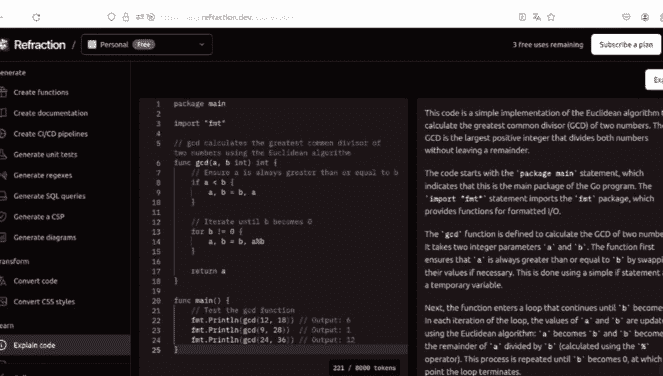 refraction.dev
Refraction / Personal Free
3 free uses remaining
Subscribe a plan
enerate
Create functions
Create documentation
Create CI/CD pipelines
Generate unit tests
Generate regexes
Generate SQL queries
Generate a CSP
Generate diagrams
ransform
Convert code
Convert CSS styles
earn
Explain code
1 package main
2
3 import "fmt"
4
5 // gcd calculates the greatest common divisor of
two numbers using the Euclidean algorithm
6 func gcd(a, b int) int {
7 // Ensure a is always greater than or equal to b
8 if a < b {
9 a, b = b, a
10 }
11
12 // Iterate until b becomes 0
13 for b != 0 {
14 a, b = b, a%b
15 }
16
17 return a
18 }
19
20 func main() {
21 // Test the gcd function
22 fmt.Println(gcd(12, 18)) // Output: 6
23 fmt.Println(gcd(9, 28)) // Output: 1
24 fmt.Println(gcd(24, 36)) // Output: 12
25 }
221 / 8000 tokens
Ex
This code is a simple implementation of the Euclidean algorithm
calculate the greatest common divisor (GCD) of two numbers. The
GCD is the largest positive integer that divides both numbers
without leaving a remainder.
The code starts with the `package main` statement, which
indicates that this is the main package of the Go program. The
`import "fmt"` statement imports the `fmt` package, which
provides functions for formatted I/O.
The `gcd` function is defined to calculate the GCD of two numbe
It takes two integer parameters `a` and `b`. The function first
ensures that `a` is always greater than or equal to `b` by swappi
their values if necessary. This is done using a simple if statement a
a temporary variable.
Next, the function enters a loop that continues until `b` become
In each iteration of the loop, the values of `a` and `b` are update
using the Euclidean algorithm: `a` becomes `b` and `b` become
the remainder of `a` divided by `b` (calculated using the `%`
operator). This process is repeated until `b` becomes 0, at which
point the loop terminates.